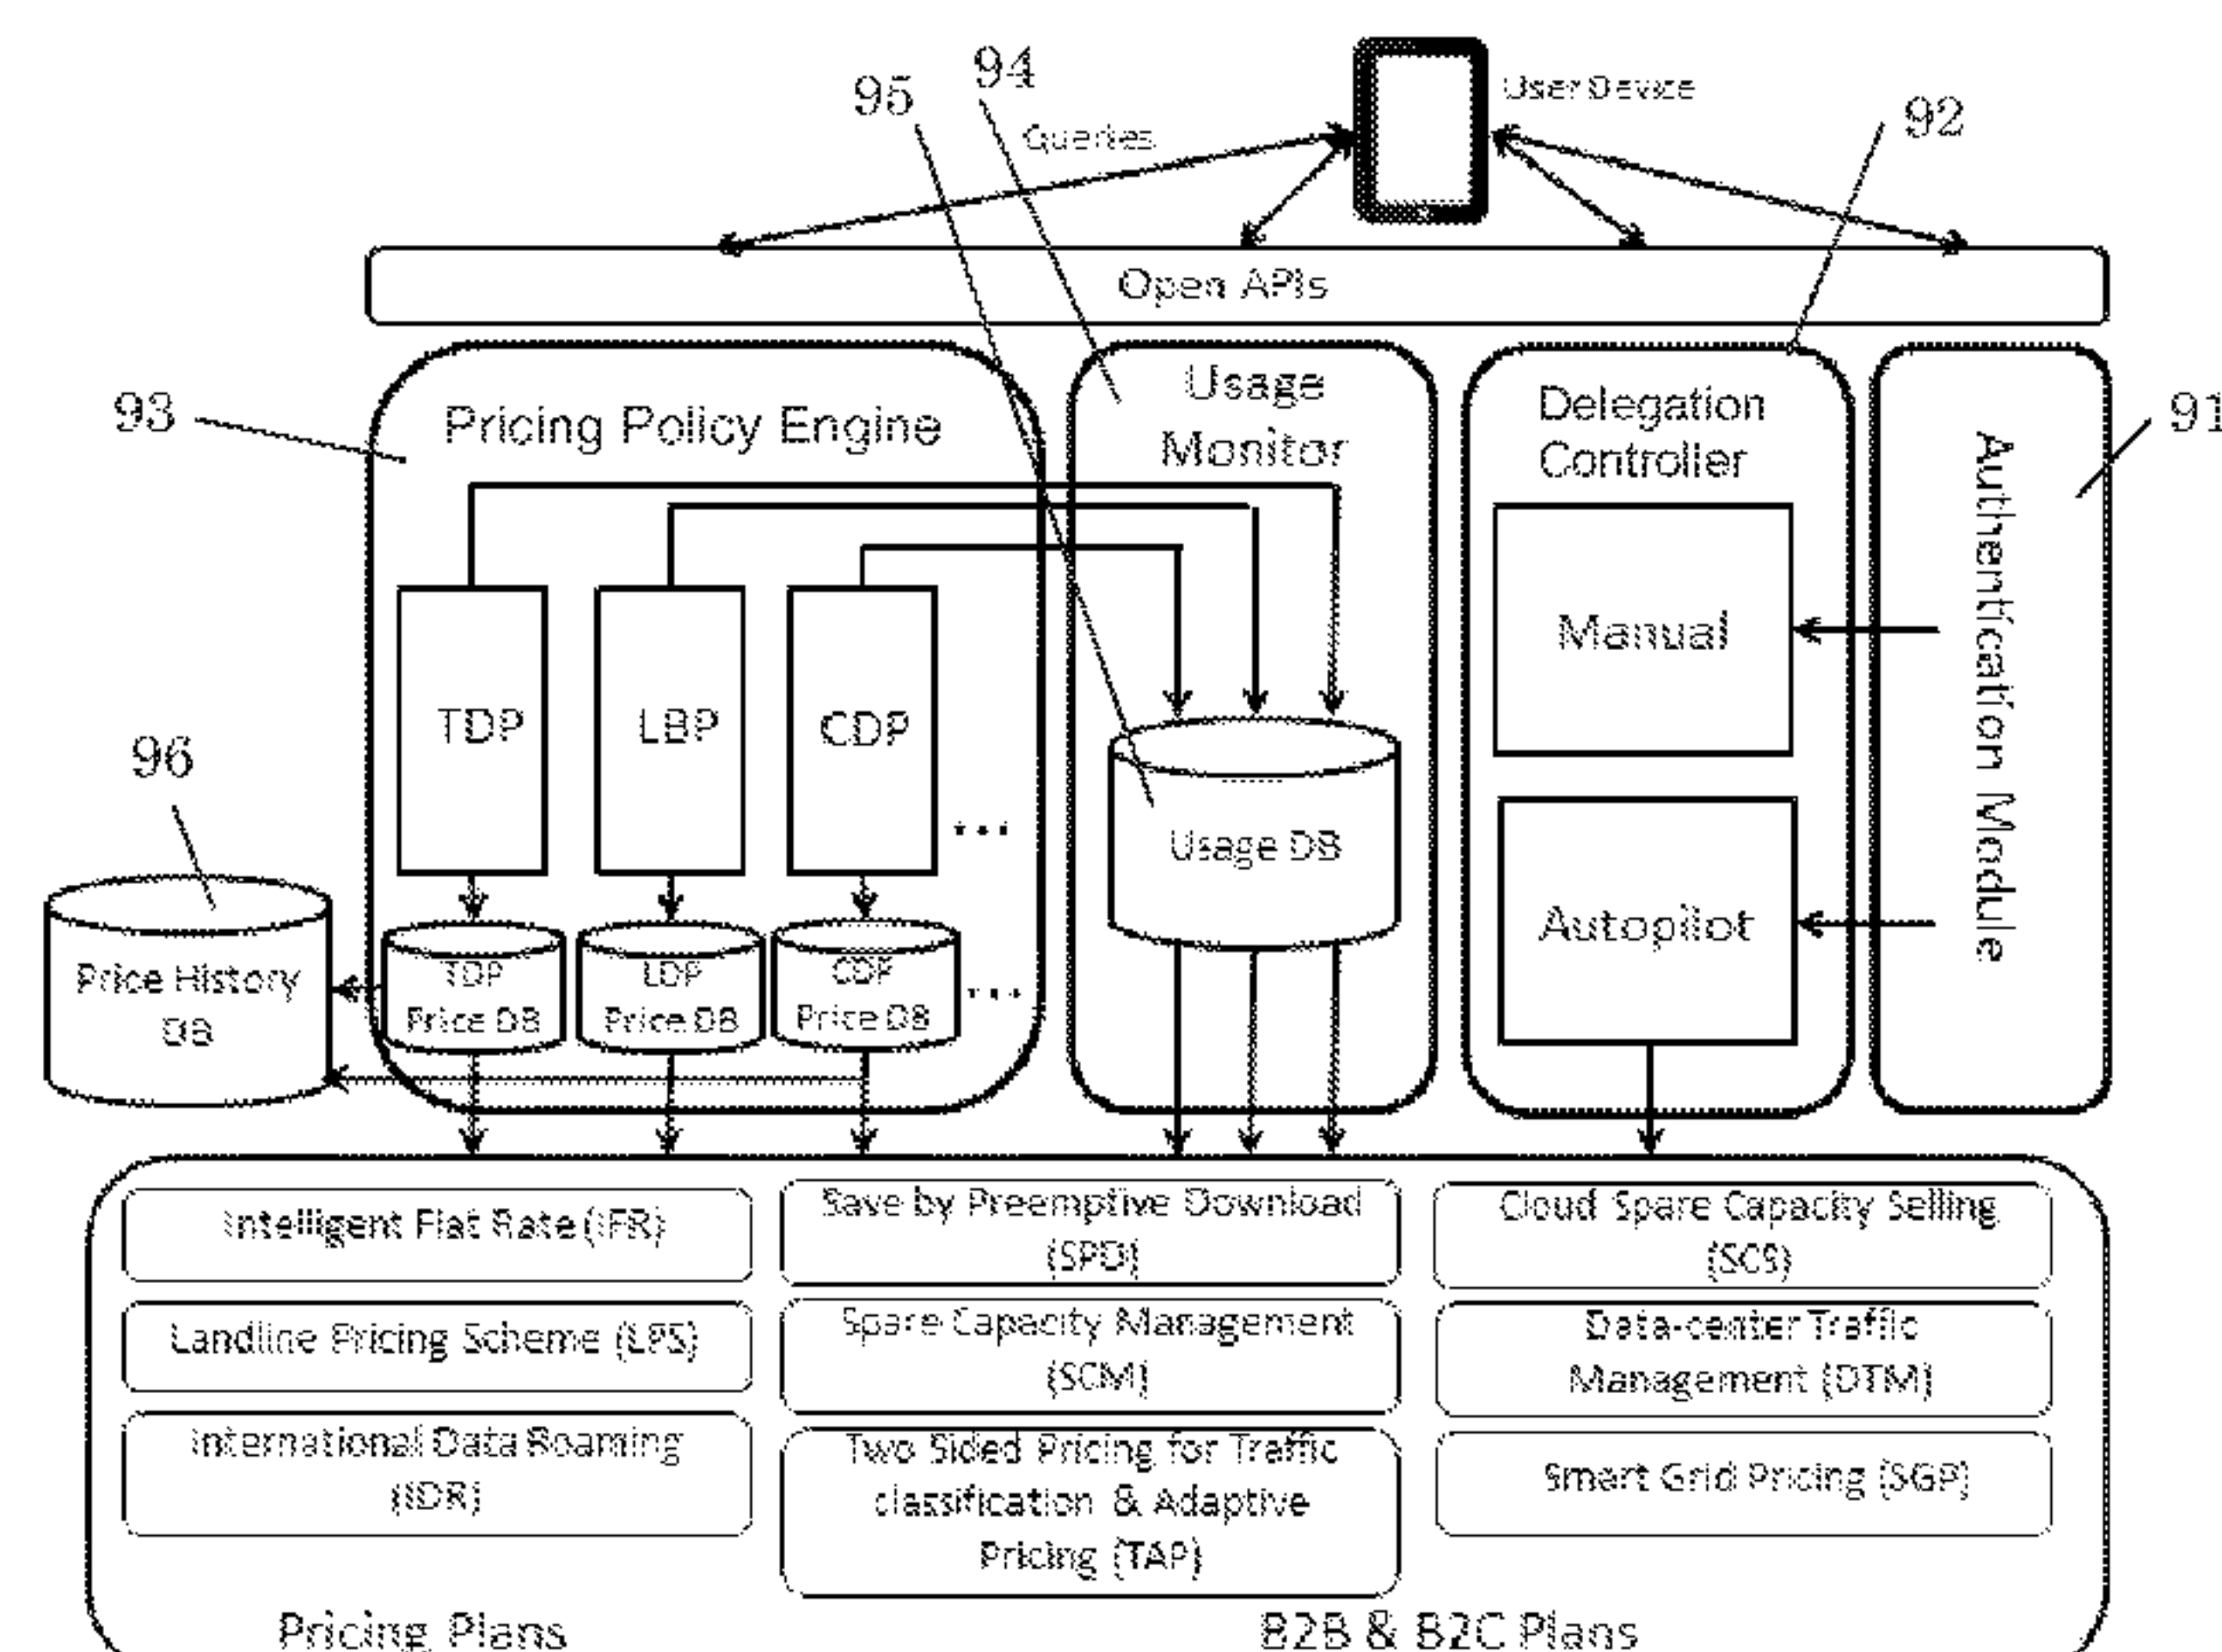 94
95
User Device
92
Queries
Open APIs
93
Pricing Policy Engine
Usage
Monitor
Delegation
Controller
91
Authentification Module
Manual
TDP
LBP
CDP
...
96
Usage DB
Autopilot
Price History
DB
TDP
Price DB
LDP
Price DB
CDP
Price DB
...
Intelligent Flat Rate (IFR)
Save by Preemptive Download
(SPD)
Cloud Spare Capacity Selling
(SCS)
Landline Pricing Scheme (LPS)
Spare Capacity Management
(SCM)
Data-center Traffic
Management (DTM)
International Data Roaming
(IDR)
Two Sided Pricing for Traffic
classification & Adaptive
Pricing (TAP)
Smart Grid Pricing (SGP)
Pricing Plans
B2B & B2C Plans